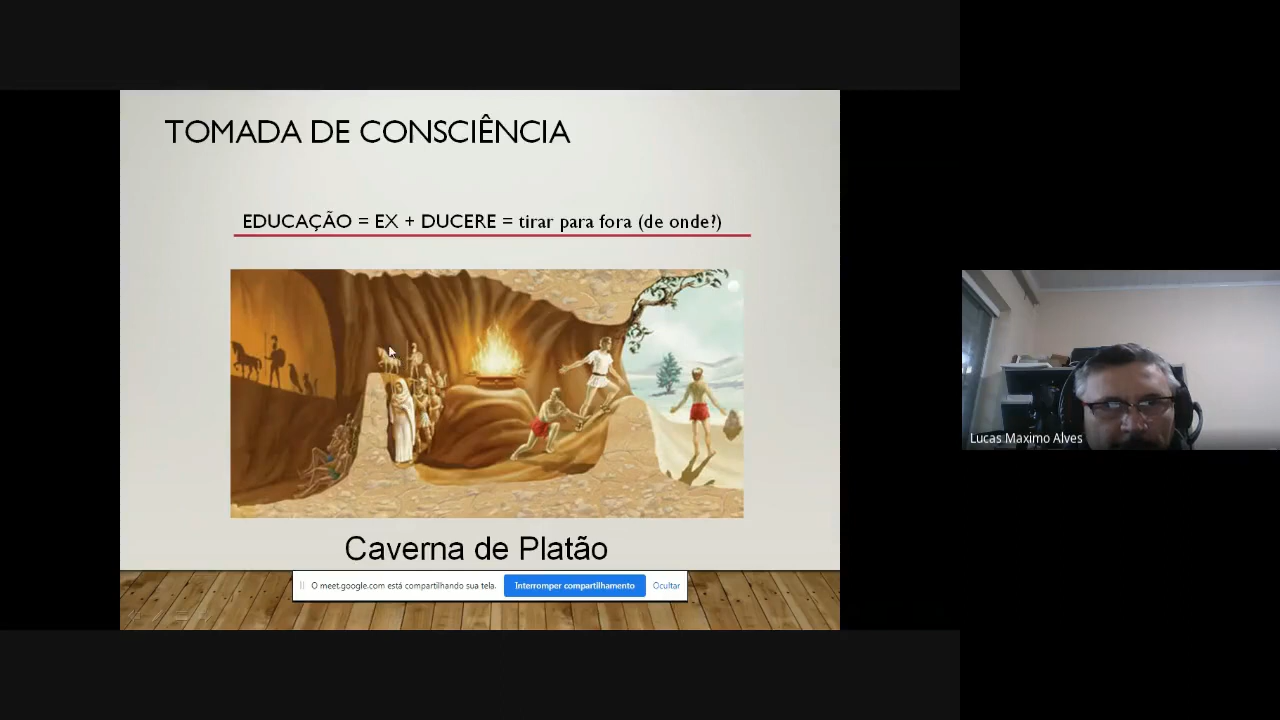 TOMADA DE CONSCIÊNCIA
EDUCAÇÃO = EX + DUCERE = tirar para fora (de onde?)
Caverna de Platão
O meet.google.com está compartilhando sua tela. Interromper compartilhamento Ocultar
Lucas Maximo Alves